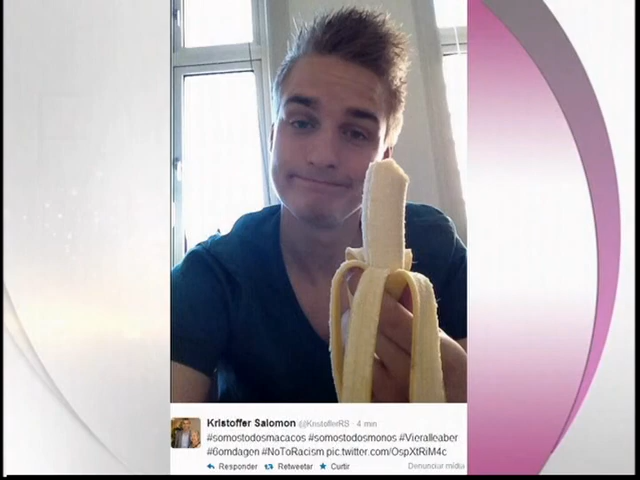 Kristoffer Salomon @KristofferRS · 4 min
#somostodosmacacos #somostodosmonos #Vieralleaber
#6omdagen #NoToRacism pic.twitter.com/OspXtRiM4c
Responder Retweetar Curtir Denunciar mídia